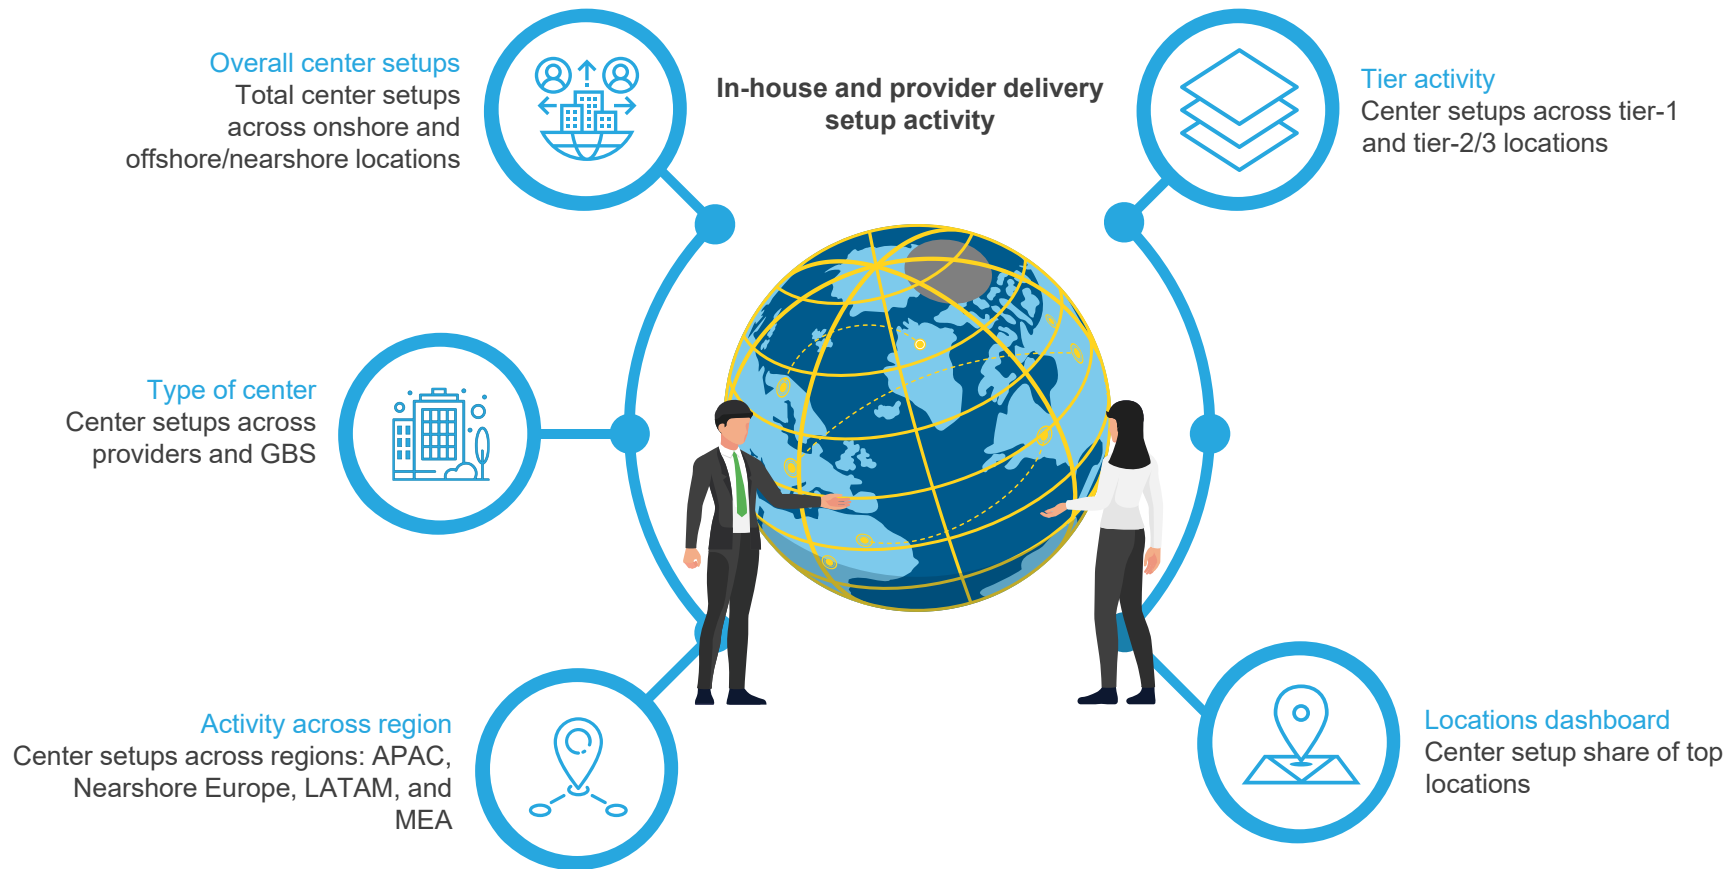 In-house and provider delivery
setup activity
Overall center setups
Total center setups
across onshore and
offshore/nearshore locations
Type of center
Center setups across
providers and GBS
Activity across region
Center setups across regions: APAC,
Nearshore Europe, LATAM, and
MEA
Tier activity
Center setups across tier-1
and tier-2/3 locations
Locations dashboard
Center setup share of top
locations